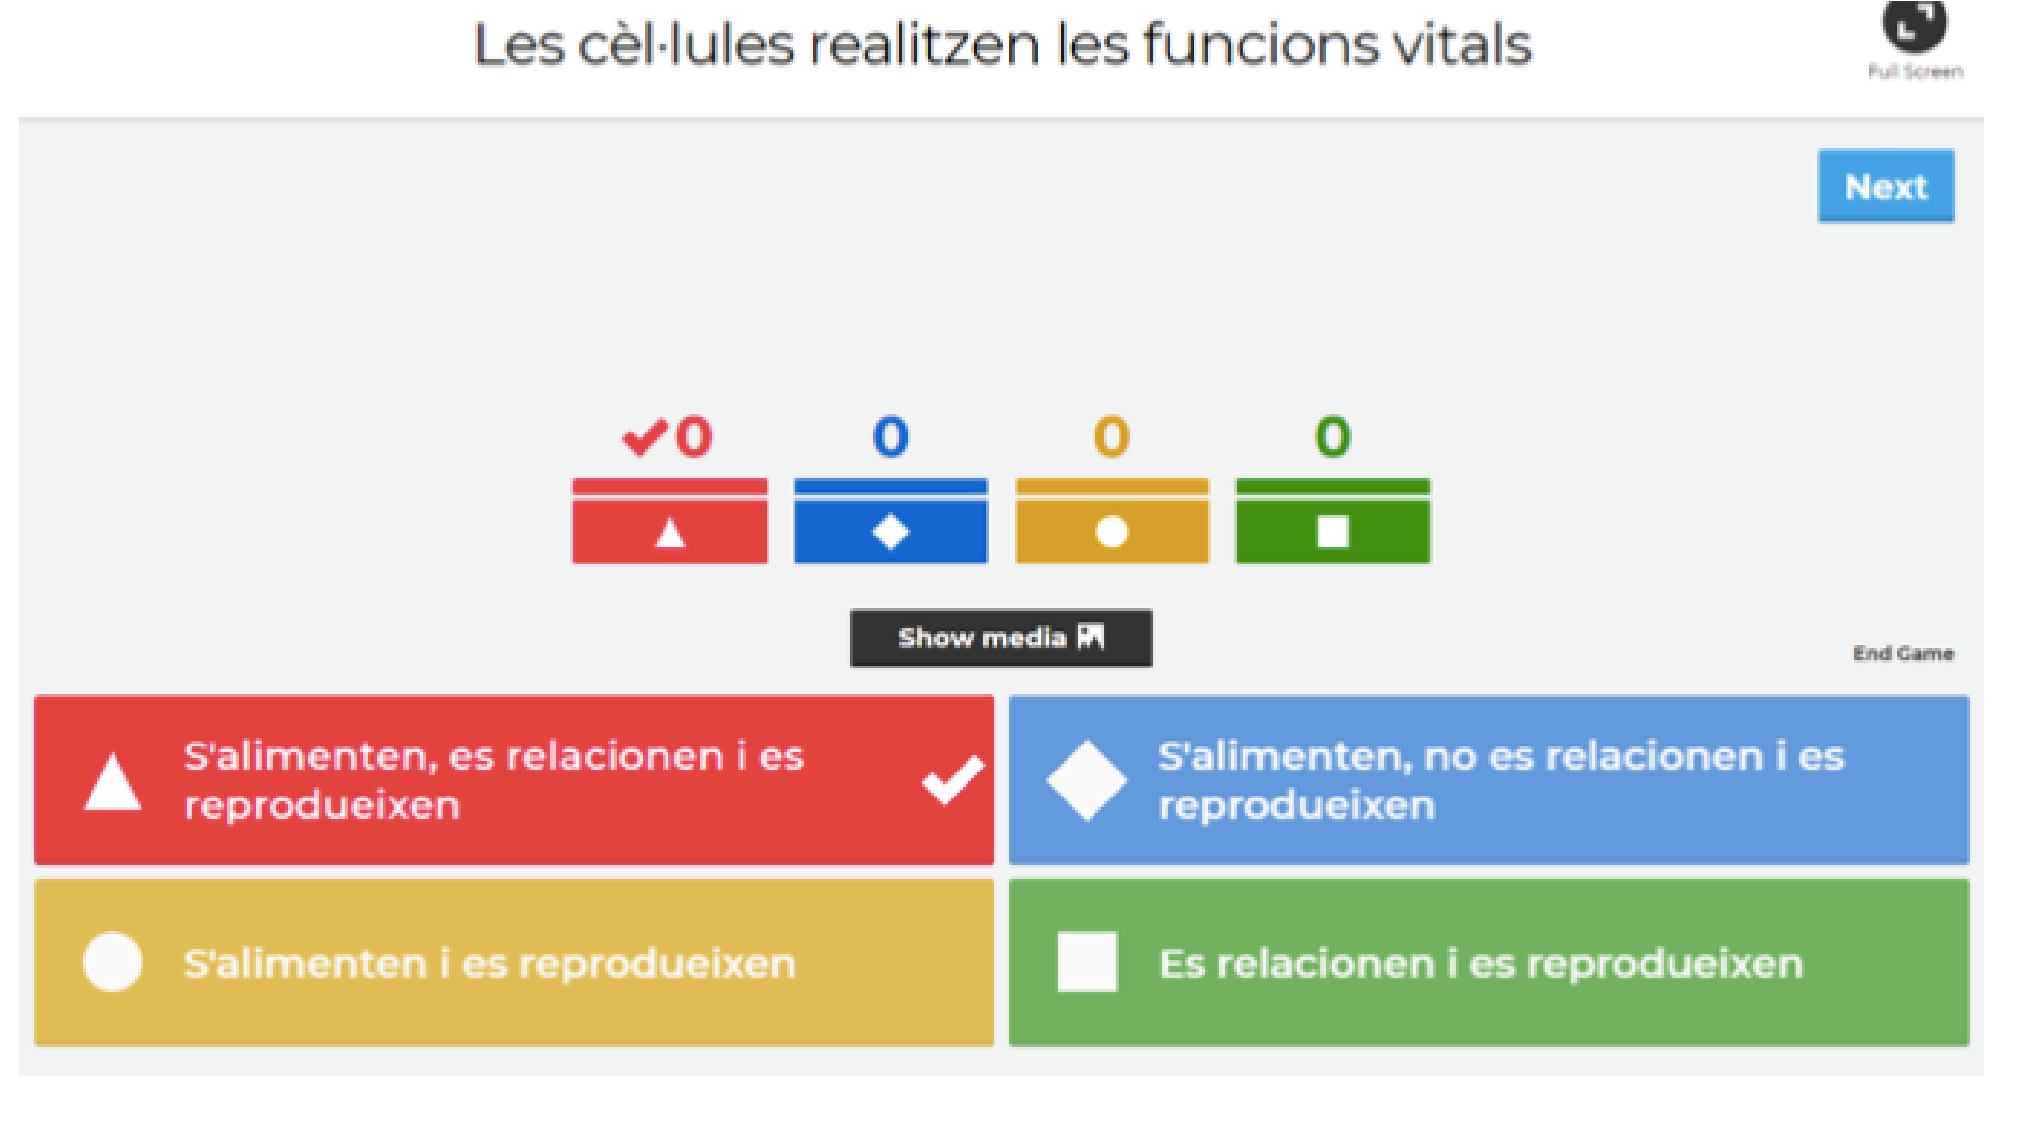 Les cèl·lules realitzen les funcions vitals
Full Screen
Next
0
0
0
0
Show media
End Game
S'alimenten, es relacionen i es
reprodueixen
S'alimenten, no es relacionen i es
reprodueixen
S'alimenten i es reprodueixen
Es relacionen i es reprodueixen